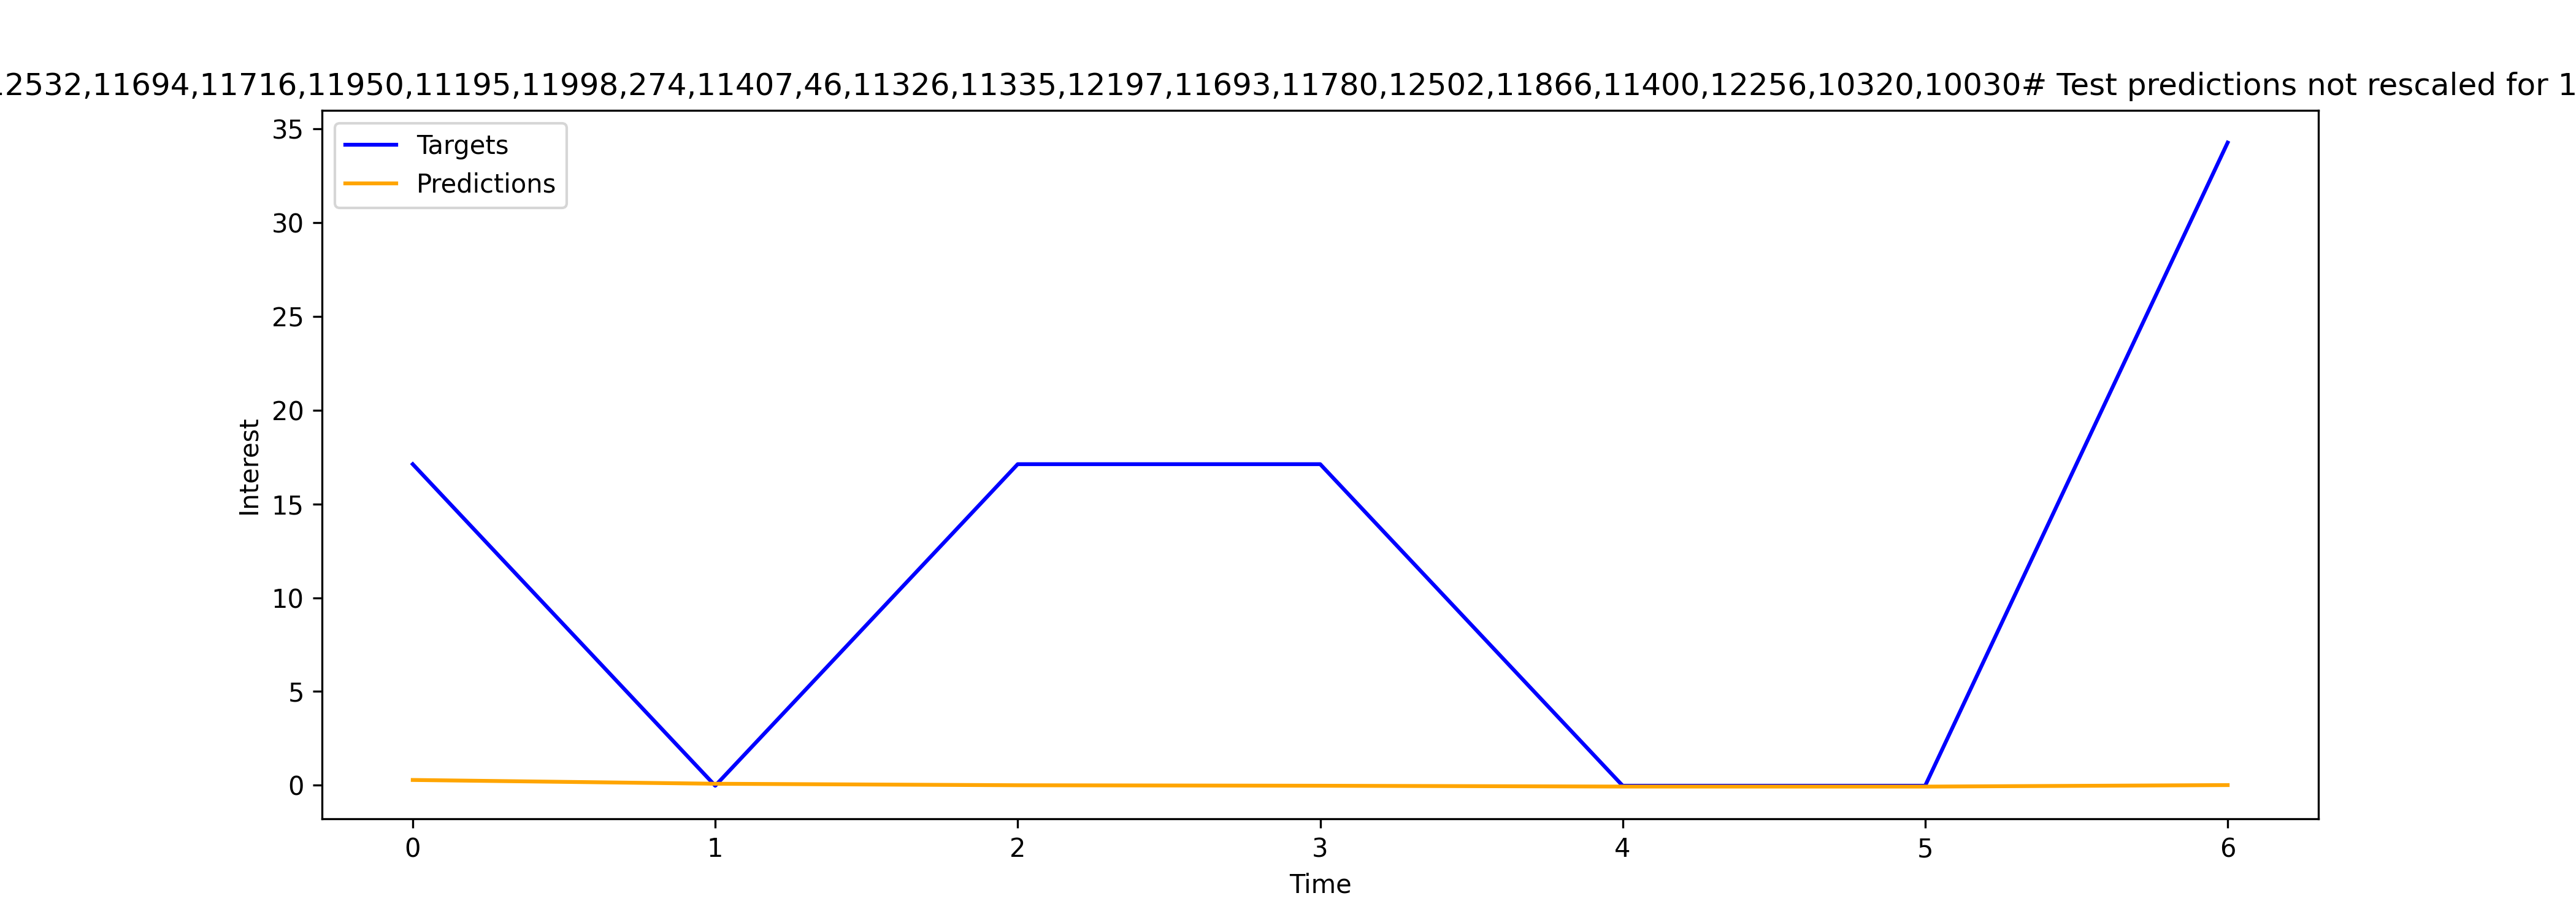 2532,11694,11716,11950,11195,11998,274,11407,46,11326,11335,12197,11693,11780,12502,11866,11400,12256,10320,10030# Test predictions not rescaled for 1
Targets
Predictions
35
30
25
20
15
10
5
0
Interest
0 1 2 3 4 5 6
Time